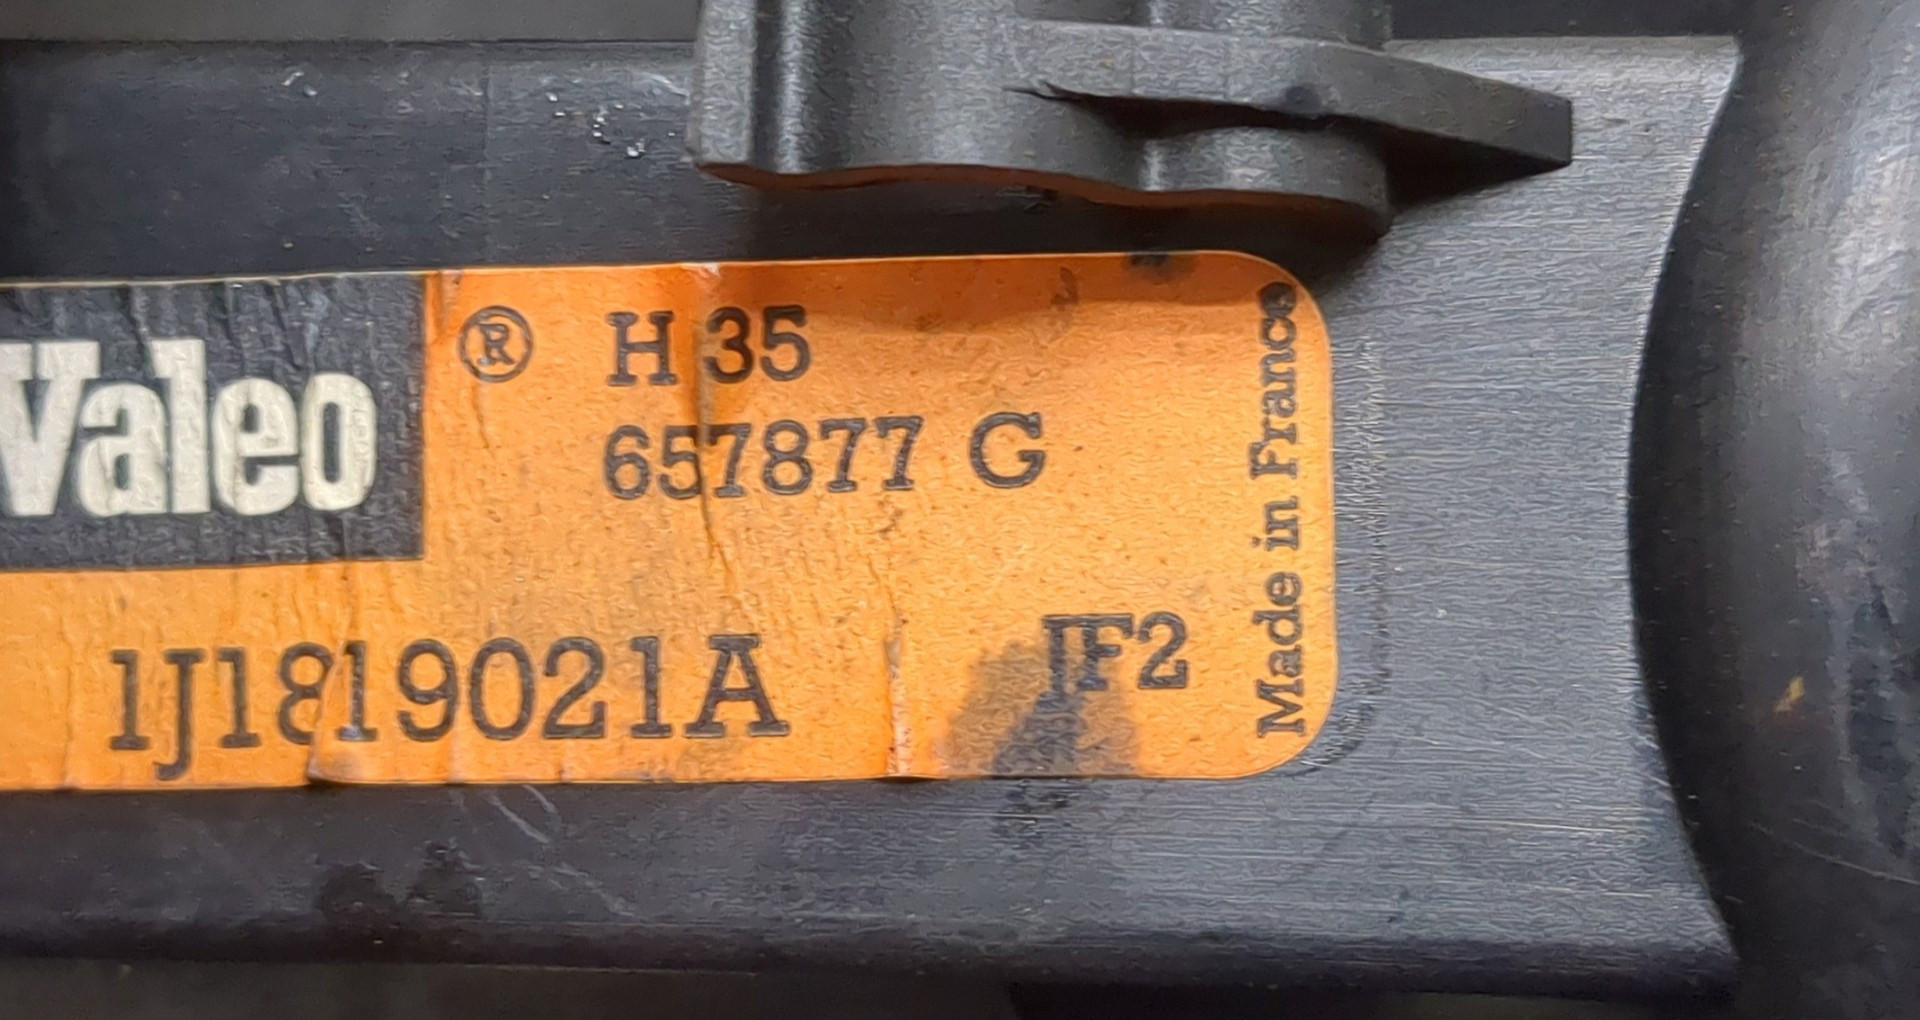 Valeo ® H 35
657877 G
1J1819021A IF2
Made in France